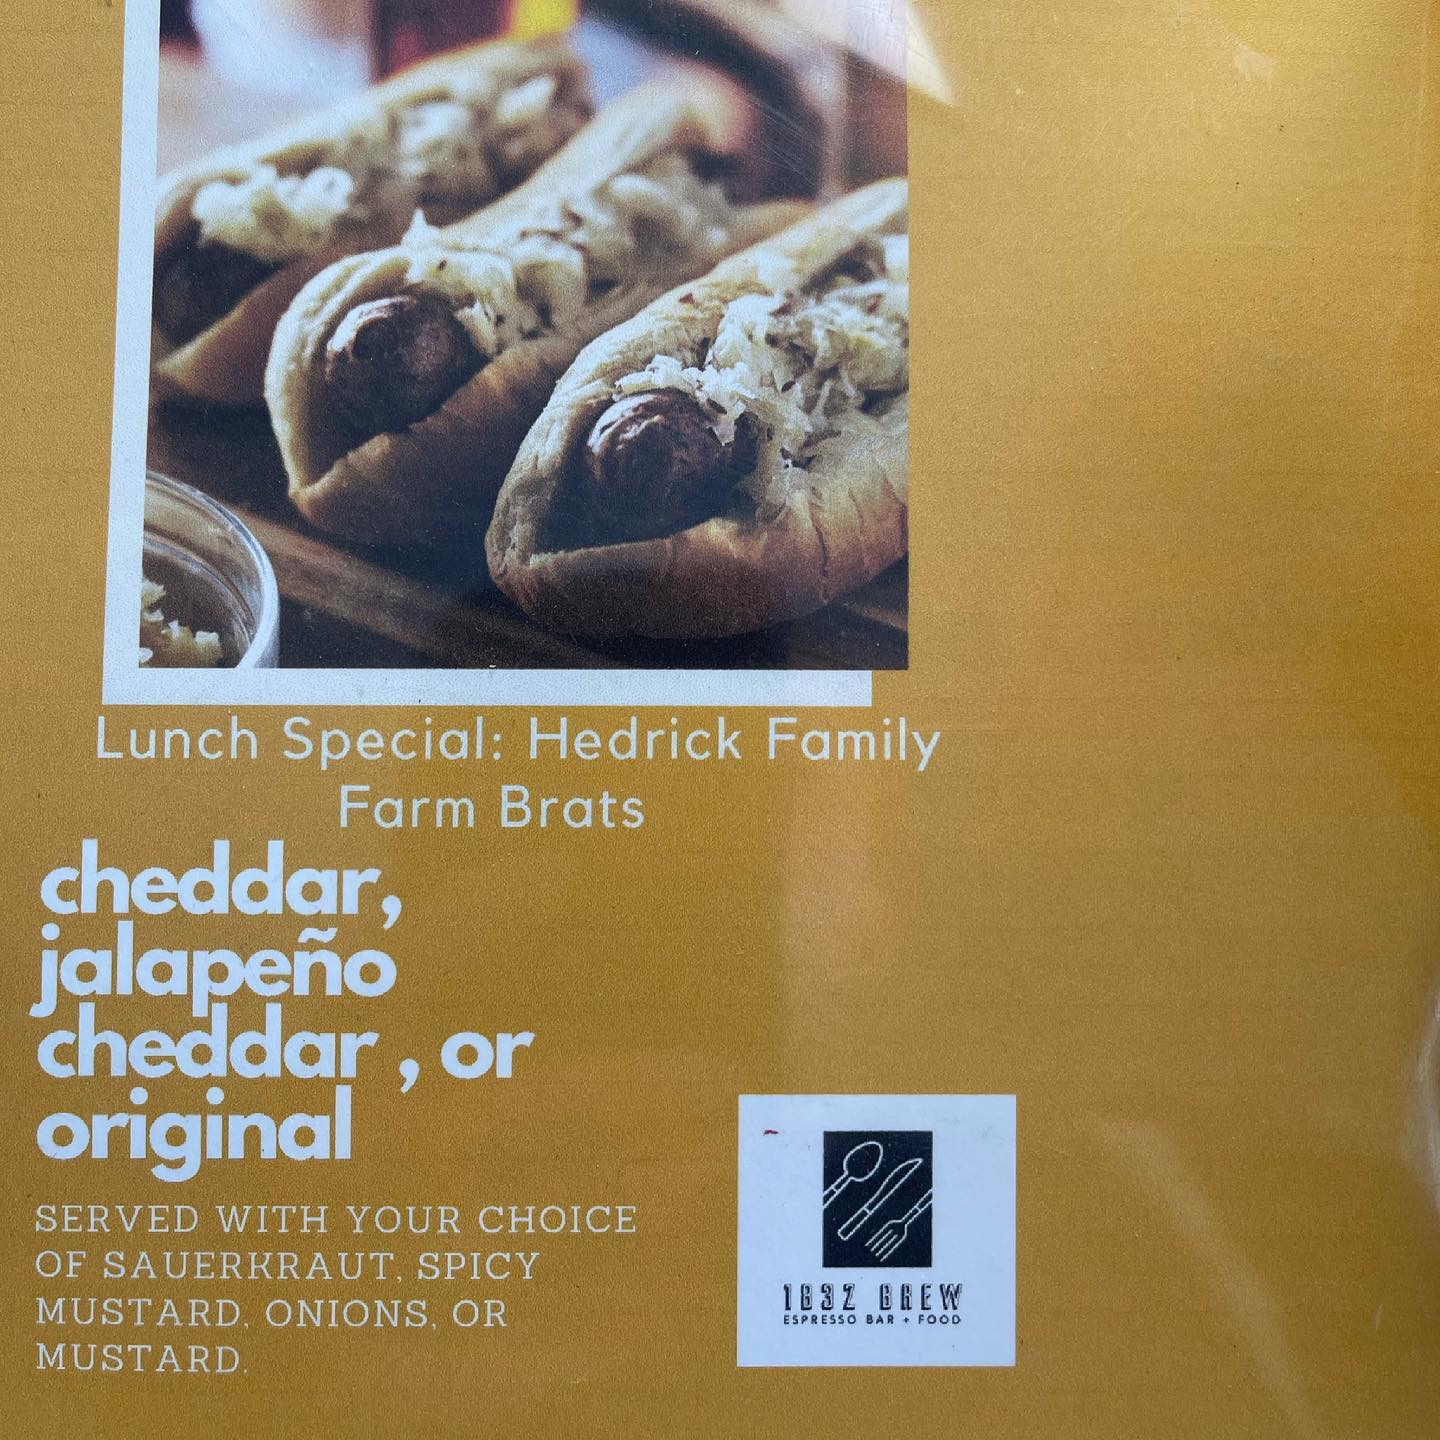 Lunch Special: Hedrick Family
Farm Brats
cheddar,
jalapeño
cheddar , or
original
SERVED WITH YOUR CHOICE
OF SAUERKRAUT, SPICY
MUSTARD, ONIONS, OR
MUSTARD.
1832 BREW
ESPRESSO BAR + FOOD